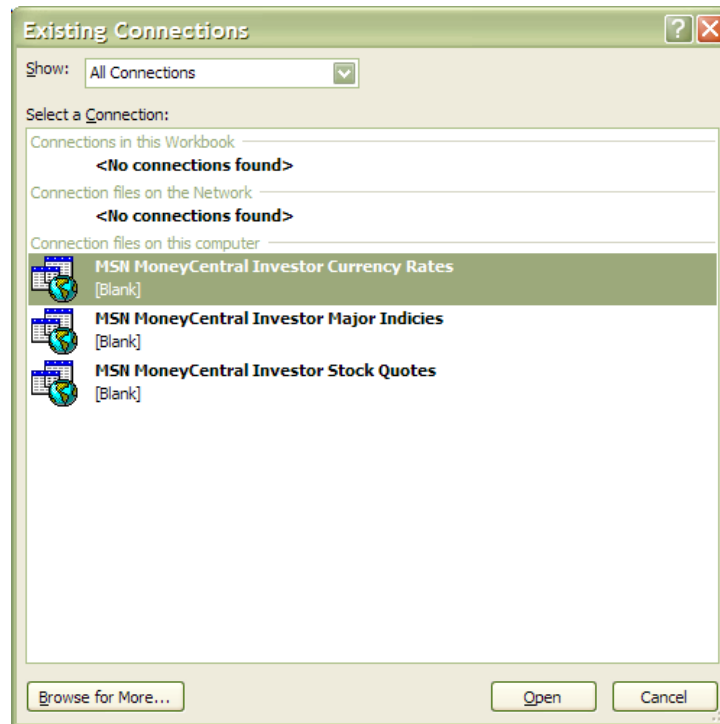 Existing Connections
Show: All Connections
Select a Connection:
Connections in this Workbook
<No connections found>
Connection files on the Network
<No connections found>
Connection files on this computer
MSN MoneyCentral Investor Currency Rates
[Blank]
MSN MoneyCentral Investor Major Indicies
[Blank]
MSN MoneyCentral Investor Stock Quotes
[Blank]
Browse for More... Open Cancel